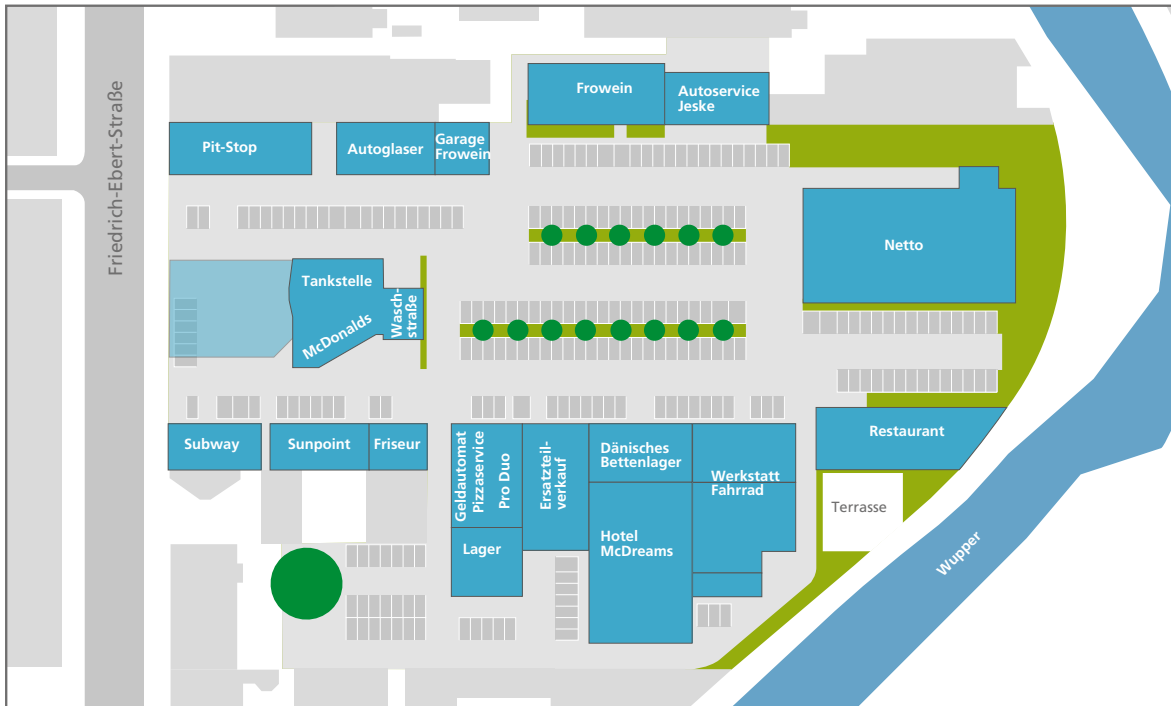 Friedrich-Ebert-Straße
Frowein
Autoservice
Jeske
Pit-Stop
Autoglaser
Garage
Frowein
Netto
Tankstelle
McDonalds
Wasch-
straße
Subway
Sunpoint
Friseur
Geldautomat
Pizzaservice
Pro Duo
Ersatzteil-
verkauf
Dänisches
Bettenlager
Werkstatt
Fahrrad
Restaurant
Terrasse
Lager
Hotel
McDreams
Wupper